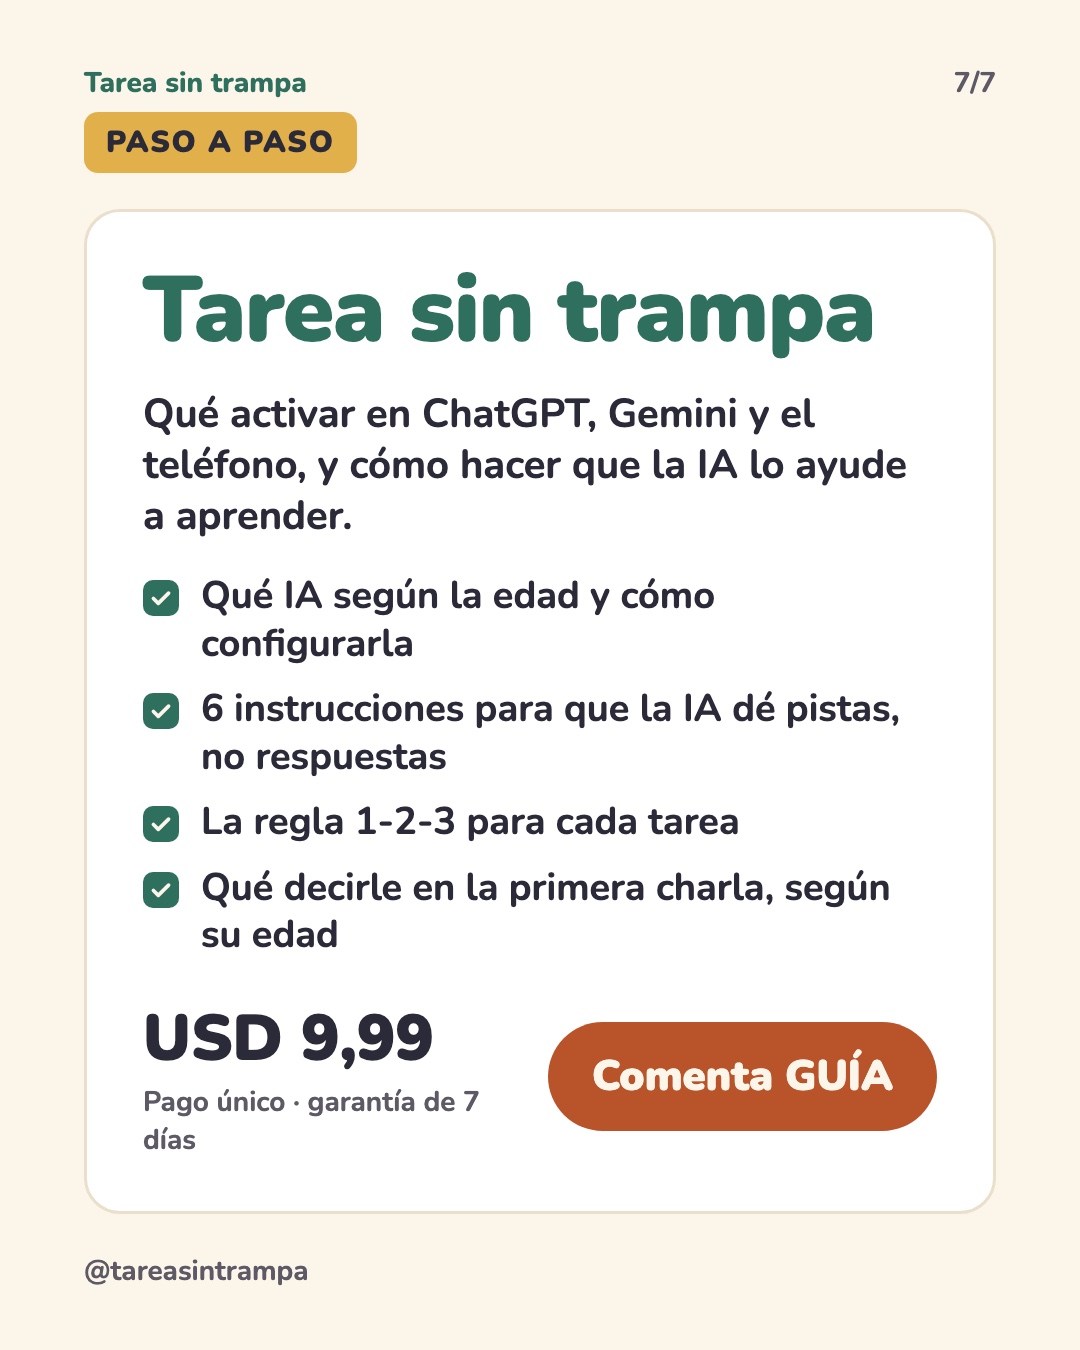 Tarea sin trampa
7/7
PASO A PASO
Tarea sin trampa
Qué activar en ChatGPT, Gemini y el
teléfono, y cómo hacer que la IA lo ayude
a aprender.
Qué IA según la edad y cómo
configurarla
6 instrucciones para que la IA dé pistas,
no respuestas
La regla 1-2-3 para cada tarea
Qué decirle en la primera charla, según
su edad
USD 9,99
Pago único · garantía de 7
días
Comenta GUÍA
@tareasintrampa